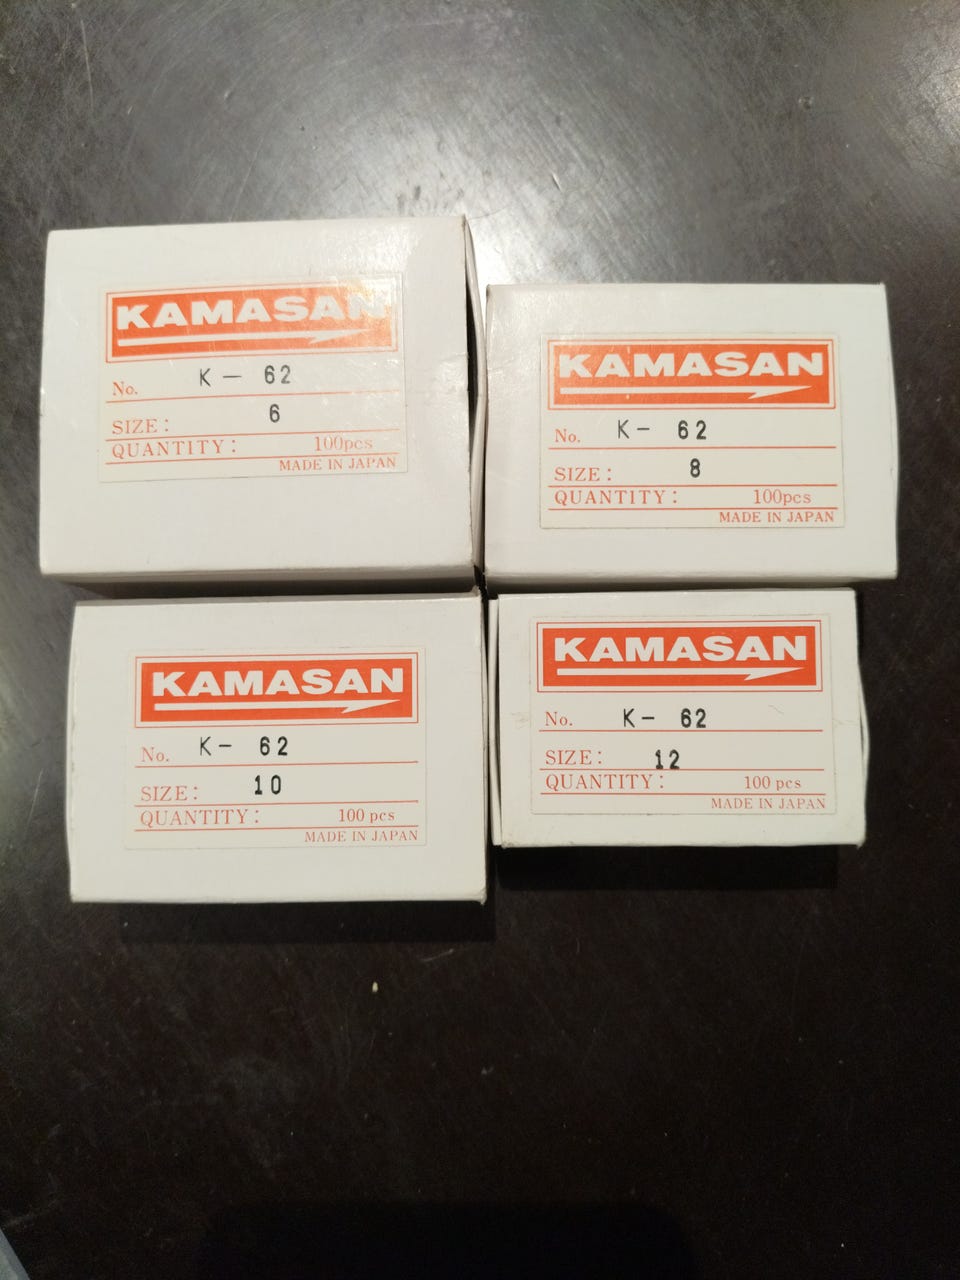 KAMASAN
No. K - 62
SIZE: 6
QUANTITY: 100pcs
MADE IN JAPAN
KAMASAN
No. K - 62
SIZE: 8
QUANTITY: 100pcs
MADE IN JAPAN
KAMASAN
No. K - 62
SIZE: 10
QUANTITY: 100 pcs
MADE IN JAPAN
KAMASAN
No. K - 62
SIZE: 12
QUANTITY: 100 pcs
MADE IN JAPAN